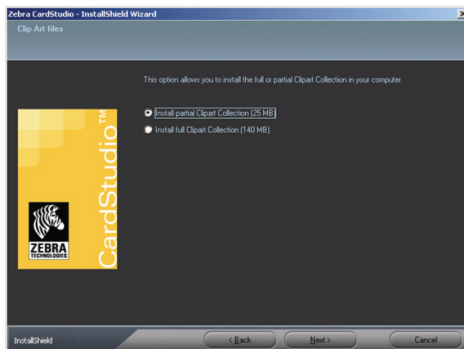 Zebra CardStudio - InstallShield Wizard
Clip Art files
This option allows you to install the full or partial Clipart Collection in your computer.
Install partial Clipart Collection (25 MB)
Install full Clipart Collection (140 MB)
CardStudio™
ZEBRA
TECHNOLOGIES
InstallShield
< Back
Next >
Cancel